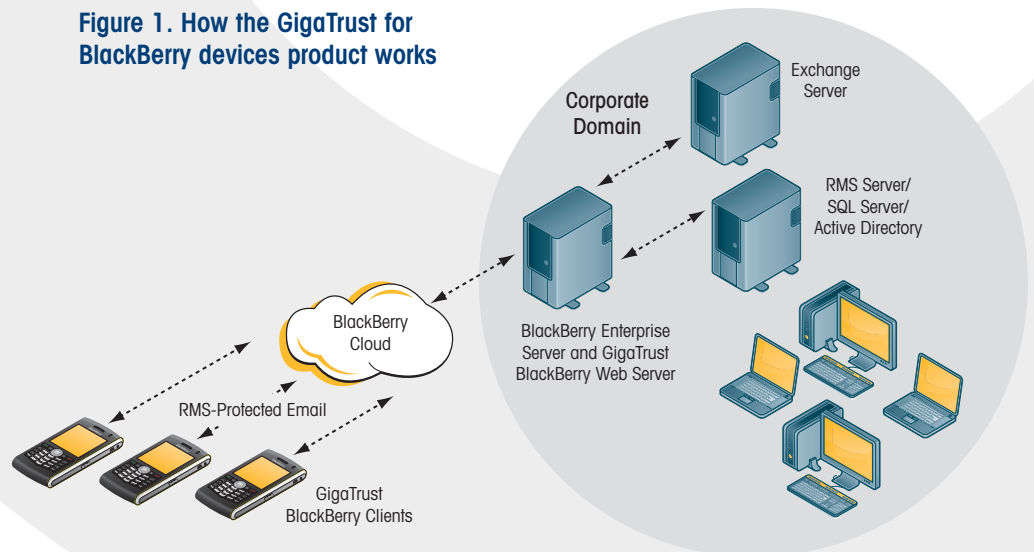 Figure 1. How the GigaTrust for
BlackBerry devices product works
Exchange
Server
Corporate
Domain
RMS Server/
SQL Server/
Active Directory
BlackBerry
Cloud
BlackBerry Enterprise
Server and GigaTrust
BlackBerry Web Server
RMS-Protected Email
GigaTrust
BlackBerry Clients